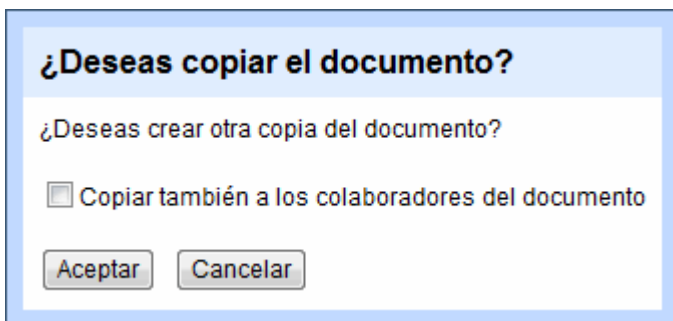 ¿Deseas copiar el documento?
¿Deseas crear otra copia del documento?
Copiar también a los colaboradores del documento
Aceptar Cancelar